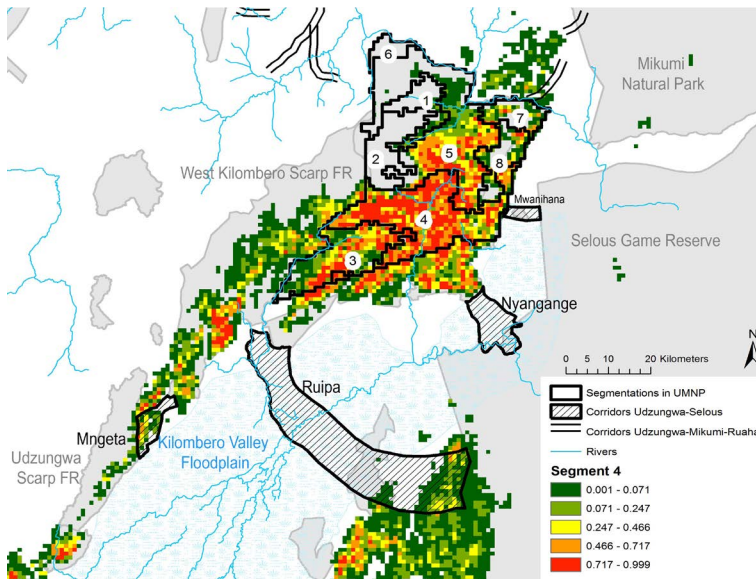 6
Mikumi
Natural Park
1
7
5
2
8
West Kilombero Scarp FR
Mwanihana
4
Selous Game Reserve
3
Nyangange
N
0 5 10 20 Kilometers
Ruipa
Mngeta
Kilombero Valley
Floodplain
Udzungwa
Scarp FR
Segmentations in UMNP
Corridors Udzungwa-Selous
Corridors Udzungwa-Mikumi-Ruaha
Rivers
Segment 4
0.001 - 0.071
0.071 - 0.247
0.247 - 0.466
0.466 - 0.717
0.717 - 0.999